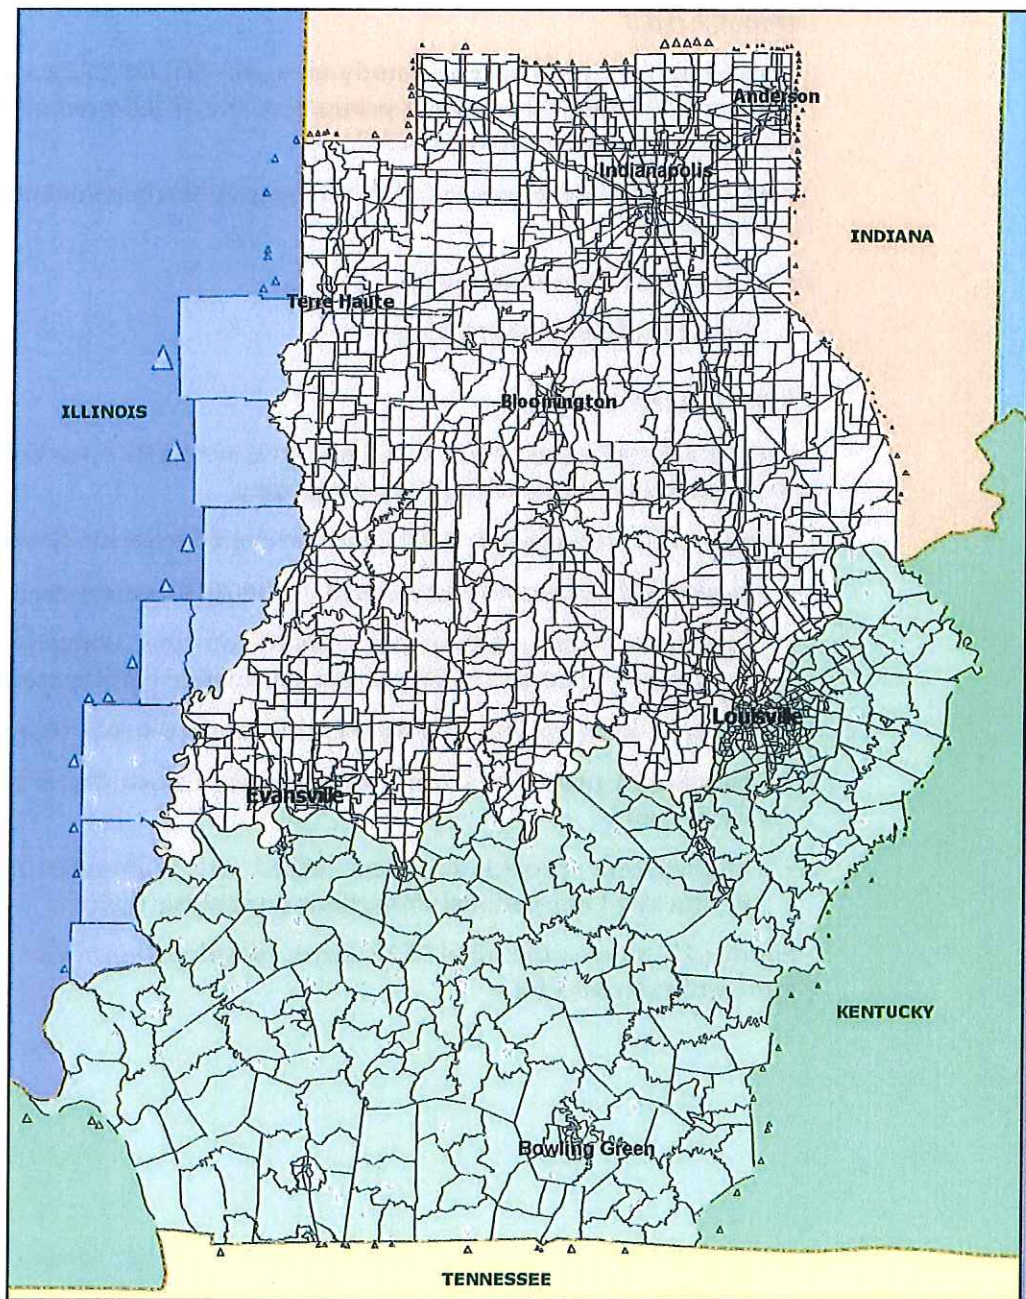 Anderson
Indianapolis
INDIANA
Terre Haute
ILLINOIS
Bloomington
Louisville
Evansville
KENTUCKY
Bowling Green
TENNESSEE